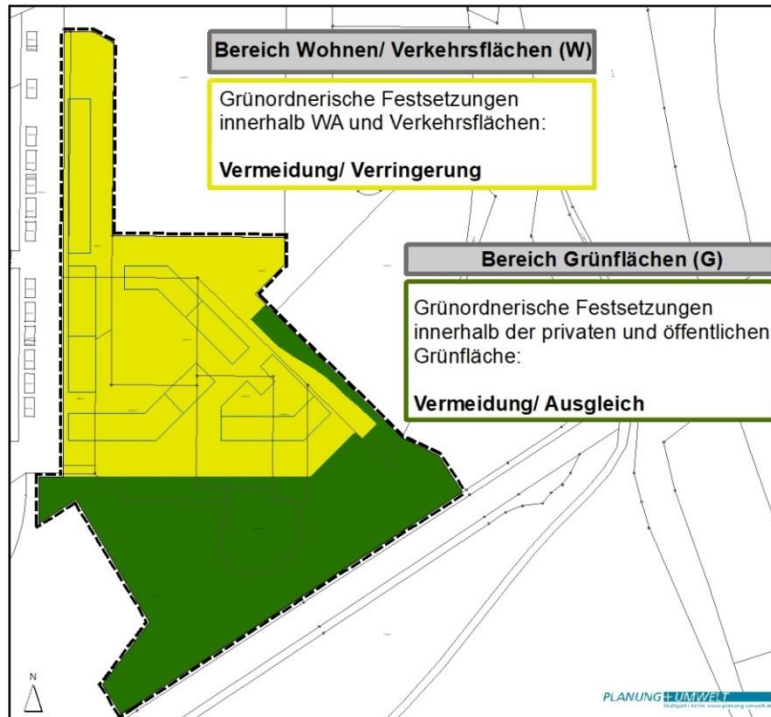 Bereich Wohnen/ Verkehrsflächen (W)
Grünordnerische Festsetzungen
innerhalb WA und Verkehrsflächen:
Vermeidung/ Verringerung
Bereich Grünflächen (G)
Grünordnerische Festsetzungen
innerhalb der privaten und öffentlichen
Grünfläche:
Vermeidung/ Ausgleich
N
PLANUNG+UMWELT